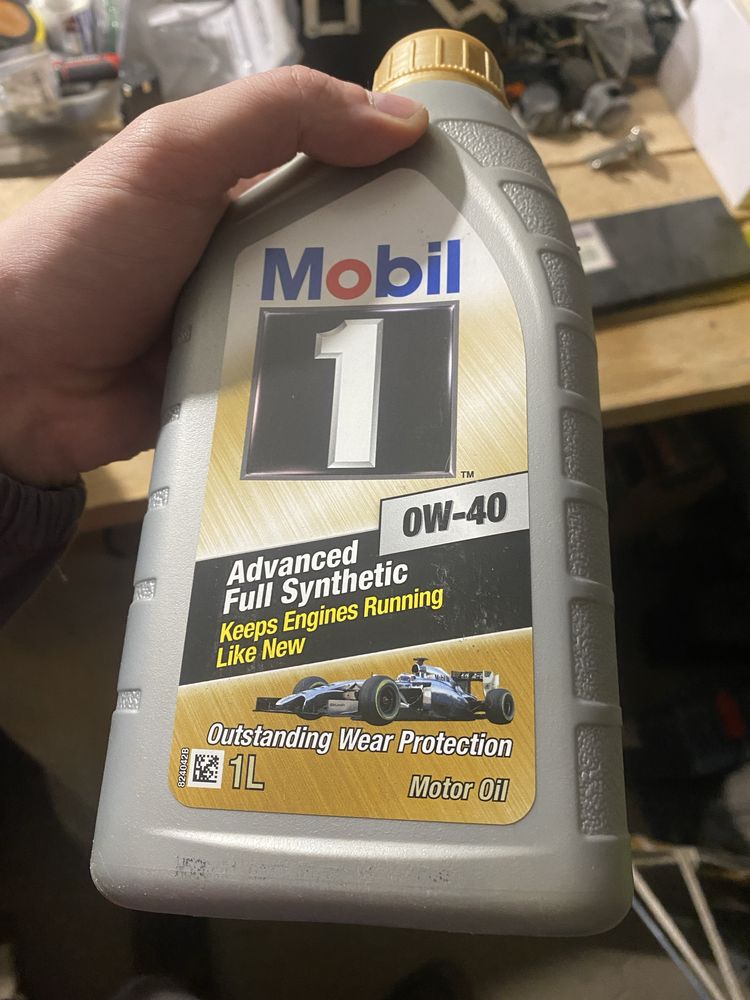 Mobil
1
TM
0W-40
Advanced
Full Synthetic
Keeps Engines Running
Like New
Outstanding Wear Protection
824042B
1L
Motor Oil